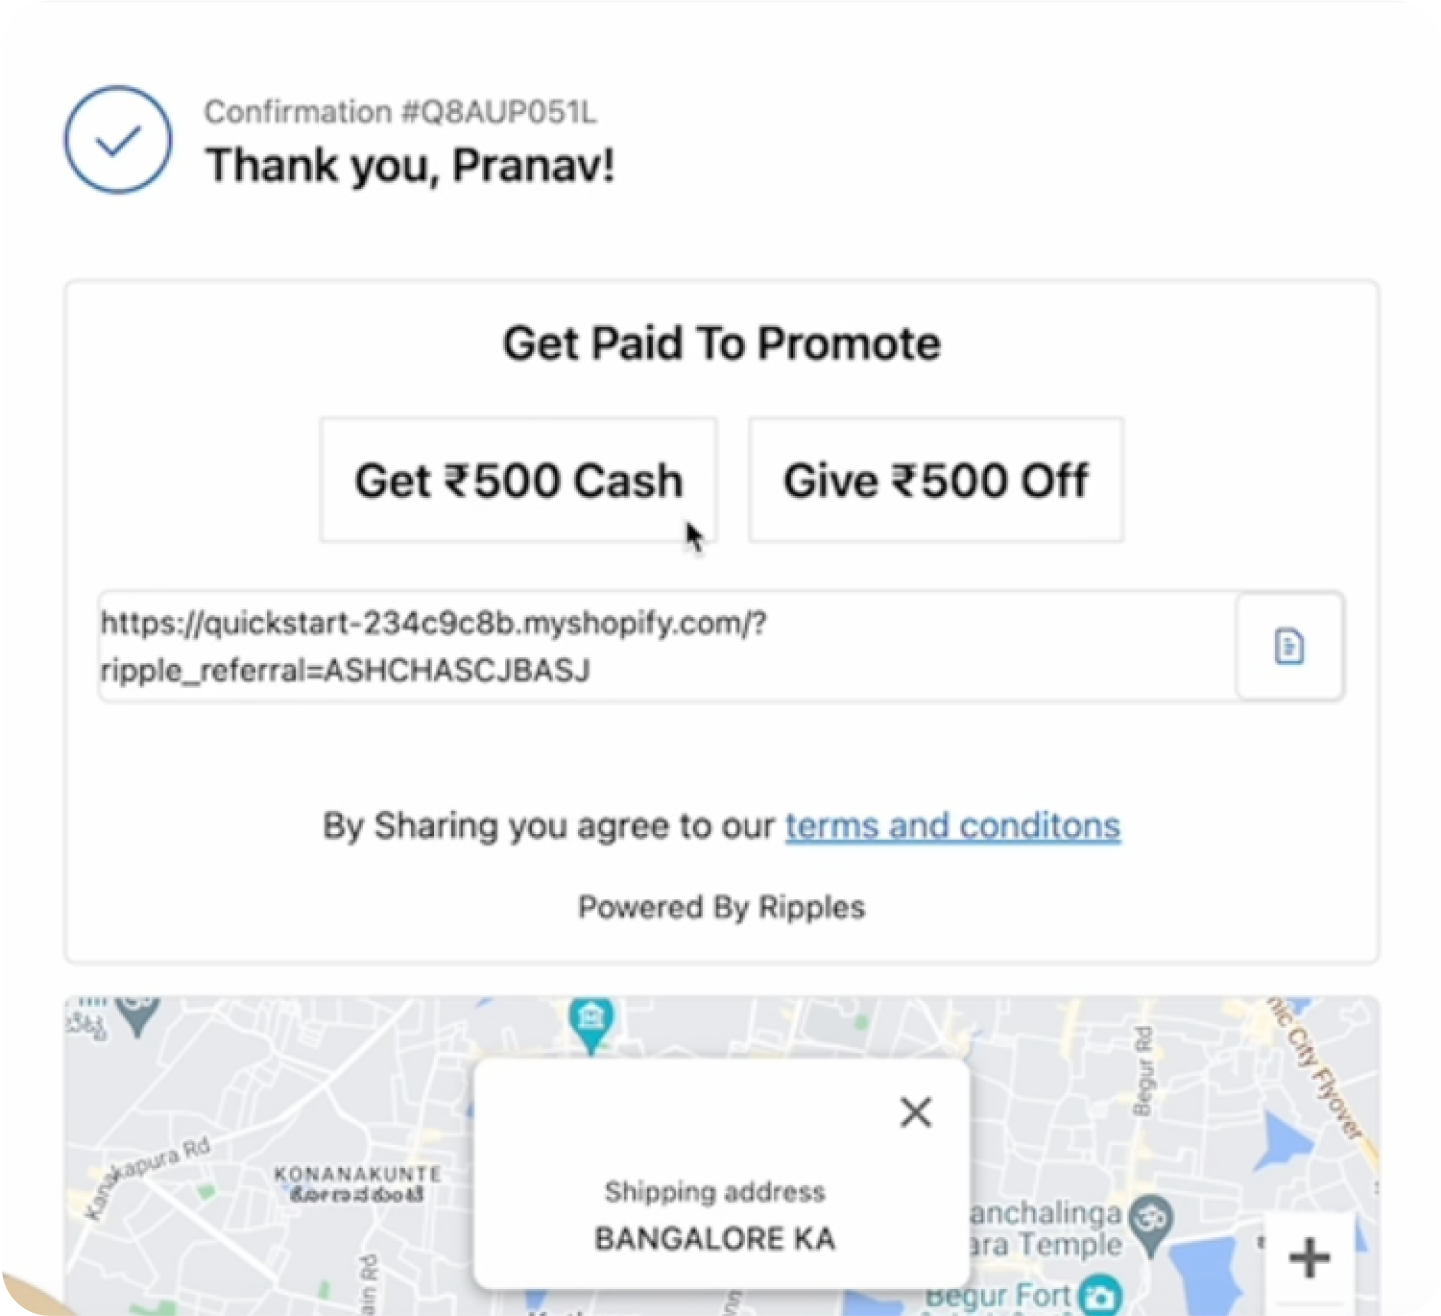 Confirmation #Q8AUP051L
Thank you, Pranav!
Get Paid To Promote
Get ₹500 Cash
Give ₹500 Off
https://quickstart-234c9c8b.myshopify.com/?
ripple_referral=ASHCHASCJBASJ
By Sharing you agree to our terms and conditons
Powered By Ripples
nic City Flyover
Begur Rd
Kanakapura Rd
KONANAKUNTE
Shipping address
BANGALORE KA
anchalinga
ara Temple
ain Rd
Begur Fort